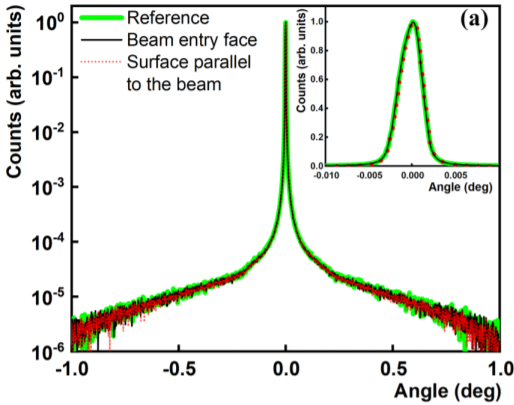 (a)
Reference
Beam entry face
Surface parallel
to the beam
Counts (arb. units)
10⁰
10⁻¹
10⁻²
10⁻³
10⁻⁴
10⁻⁵
10⁻⁶
-1.0 -0.5 0.0 0.5 1.0
Angle (deg)
Counts (arb. units)
1.0
0.8
0.6
0.4
0.2
0.0
-0.010 -0.005 0.000 0.005
Angle (deg)